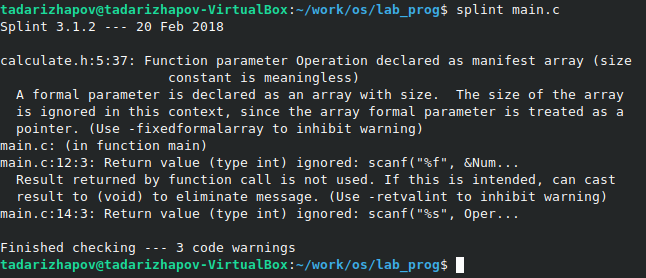 tadarizhapov@tadarizhapov-VirtualBox:~/work/os/lab_prog$ splint main.c
Splint 3.1.2 --- 20 Feb 2018
calculate.h:5:37: Function parameter Operation declared as manifest array (size
constant is meaningless)
A formal parameter is declared as an array with size.  The size of the array
is ignored in this context, since the array formal parameter is treated as a
pointer. (Use -fixedformalarray to inhibit warning)
main.c: (in function main)
main.c:12:3: Return value (type int) ignored: scanf("%f", &Num...
Result returned by function call is not used. If this is intended, can cast
result to (void) to eliminate message. (Use -retvalint to inhibit warning)
main.c:14:3: Return value (type int) ignored: scanf("%s", Oper...
Finished checking --- 3 code warnings
tadarizhapov@tadarizhapov-VirtualBox:~/work/os/lab_prog$